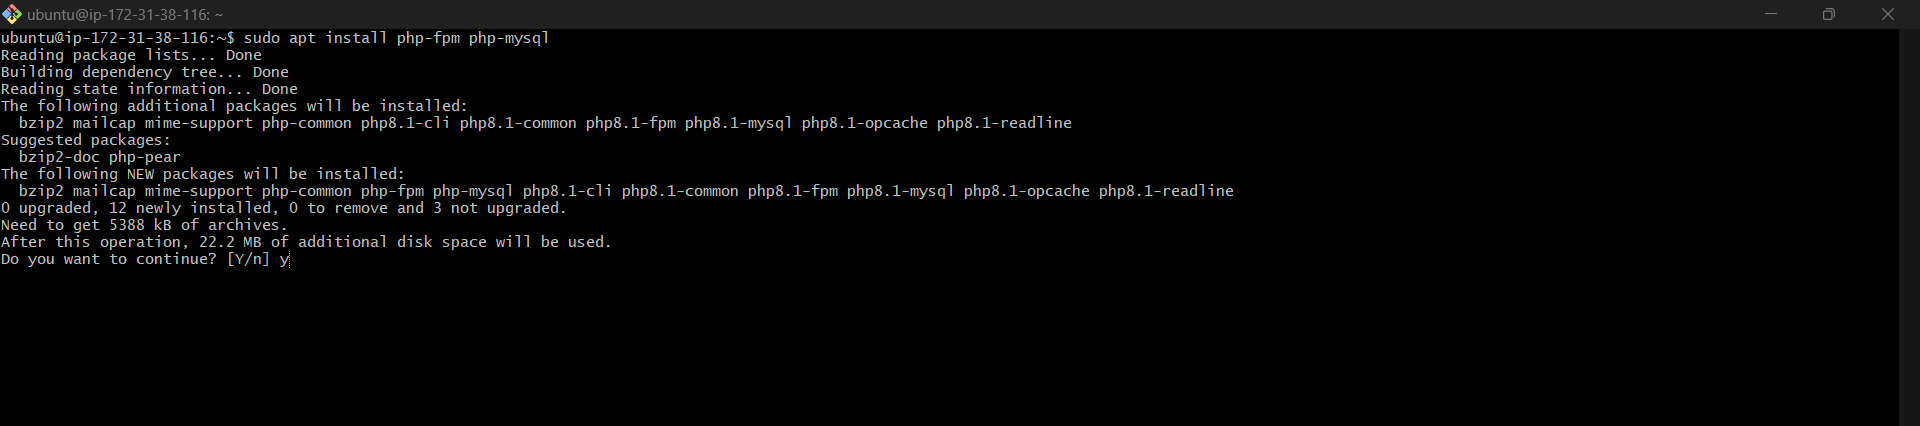 ubuntu@ip-172-31-38-116: ~
ubuntu@ip-172-31-38-116:~$ sudo apt install php-fpm php-mysql
Reading package lists... Done
Building dependency tree... Done
Reading state information... Done
The following additional packages will be installed:
  bzip2 mailcap mime-support php-common php8.1-cli php8.1-common php8.1-fpm php8.1-mysql php8.1-opcache php8.1-readline
Suggested packages:
  bzip2-doc php-pear
The following NEW packages will be installed:
  bzip2 mailcap mime-support php-common php-fpm php-mysql php8.1-cli php8.1-common php8.1-fpm php8.1-mysql php8.1-opcache php8.1-readline
0 upgraded, 12 newly installed, 0 to remove and 3 not upgraded.
Need to get 5388 kB of archives.
After this operation, 22.2 MB of additional disk space will be used.
Do you want to continue? [Y/n] y